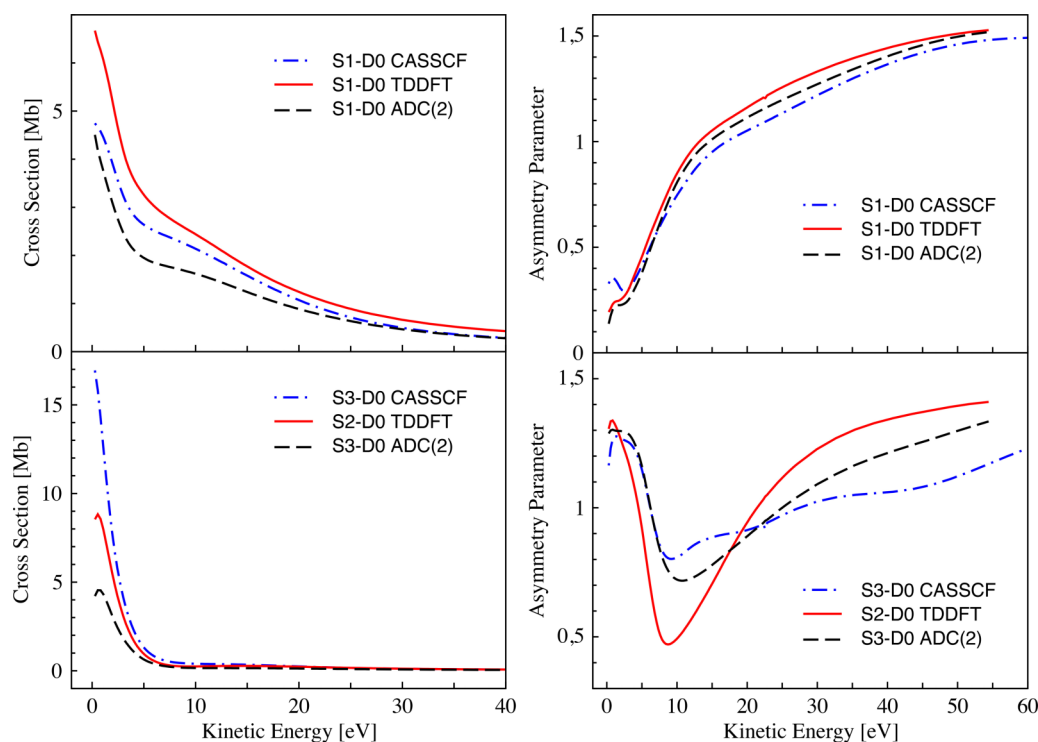 Cross Section [Mb]
5
0
S1-D0 CASSCF
S1-D0 TDDFT
S1-D0 ADC(2)
Asymmetry Parameter
1,5
1
0,5
0
S1-D0 CASSCF
S1-D0 TDDFT
S1-D0 ADC(2)
Cross Section [Mb]
15
10
5
0
S3-D0 CASSCF
S2-D0 TDDFT
S3-D0 ADC(2)
0 10 20 30 40
Kinetic Energy [eV]
Asymmetry Parameter
1,5
1
0,5
S3-D0 CASSCF
S2-D0 TDDFT
S3-D0 ADC(2)
0 10 20 30 40 50 60
Kinetic Energy [eV]